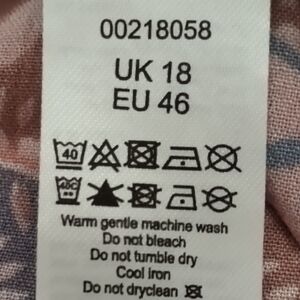 00218058
UK 18
EU 46
40
40C
Warm gentle machine wash
Do not bleach
Do not tumble dry
Cool iron
Do not dryclean